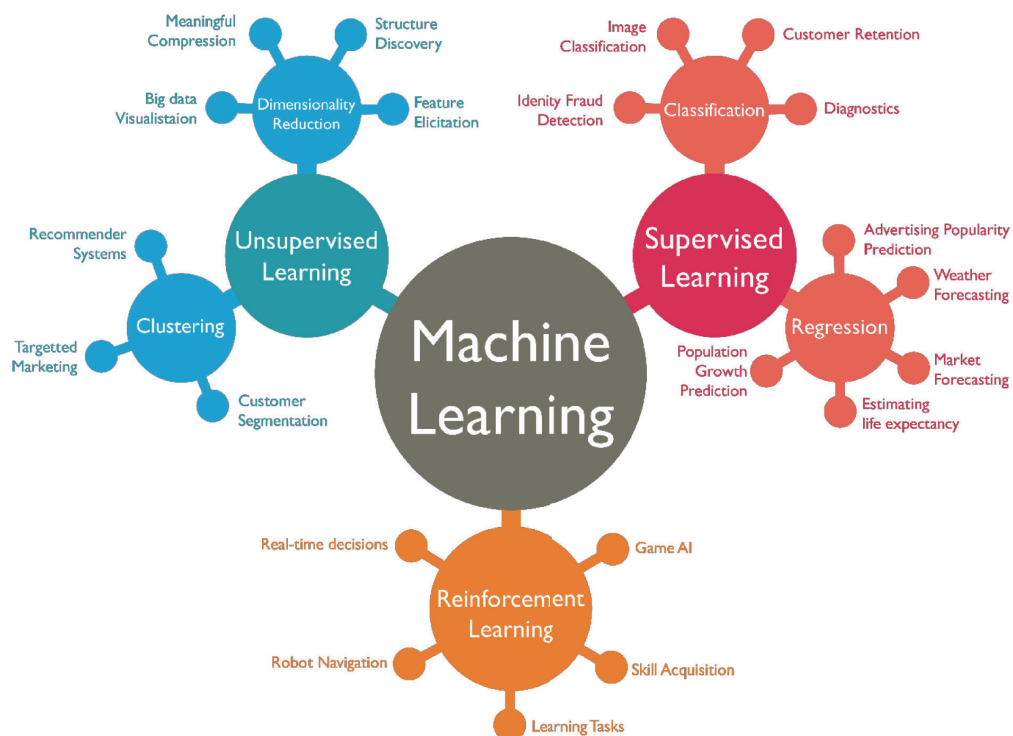 Meaningful
Compression
Structure
Discovery
Big data
Visualistaion
Dimensionality
Reduction
Feature
Elicitation
Image
Classification
Customer Retention
Idenity Fraud
Detection
Classification
Diagnostics
Recommender
Systems
Unsupervised
Learning
Clustering
Targetted
Marketing
Customer
Segmentation
Machine
Learning
Supervised
Learning
Advertising Popularity
Prediction
Weather
Forecasting
Regression
Population
Growth
Prediction
Market
Forecasting
Estimating
life expectancy
Real-time decisions
Game AI
Reinforcement
Learning
Robot Navigation
Skill Acquisition
Learning Tasks